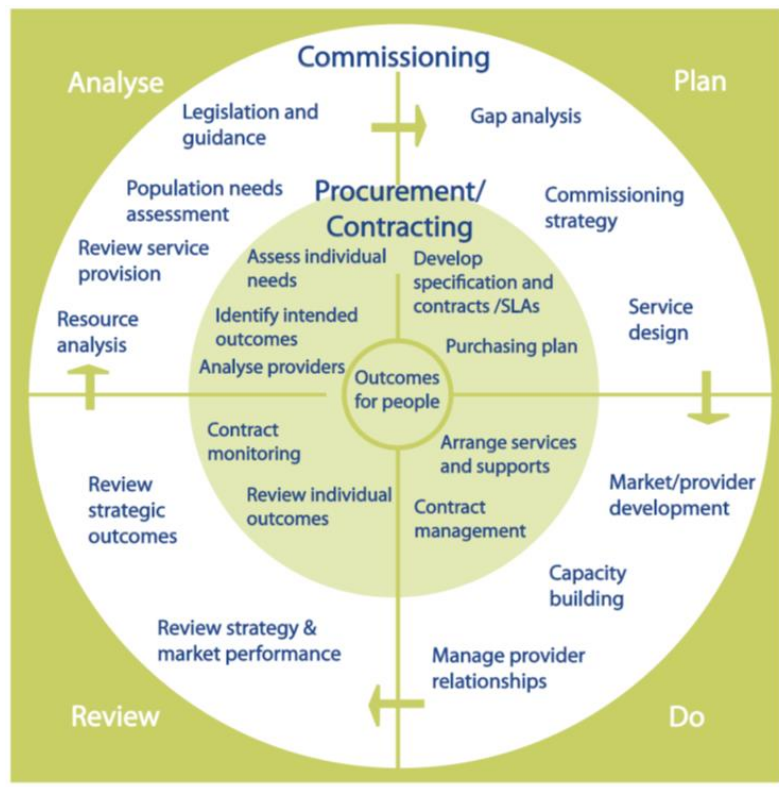 Analyse
Commissioning
Plan
Legislation and
guidance
Gap analysis
Population needs
assessment
Commissioning
strategy
Review service
provision
Resource
analysis
Service
design
Procurement/
Contracting
Assess individual
needs
Identify intended
outcomes
Analyse providers
Develop
specification and
contracts /SLAs
Purchasing plan
Outcomes
for people
Contract
monitoring
Review individual
outcomes
Arrange services
and supports
Contract
management
Review
strategic
outcomes
Market/provider
development
Capacity
building
Review strategy &
market performance
Manage provider
relationships
Review
Do